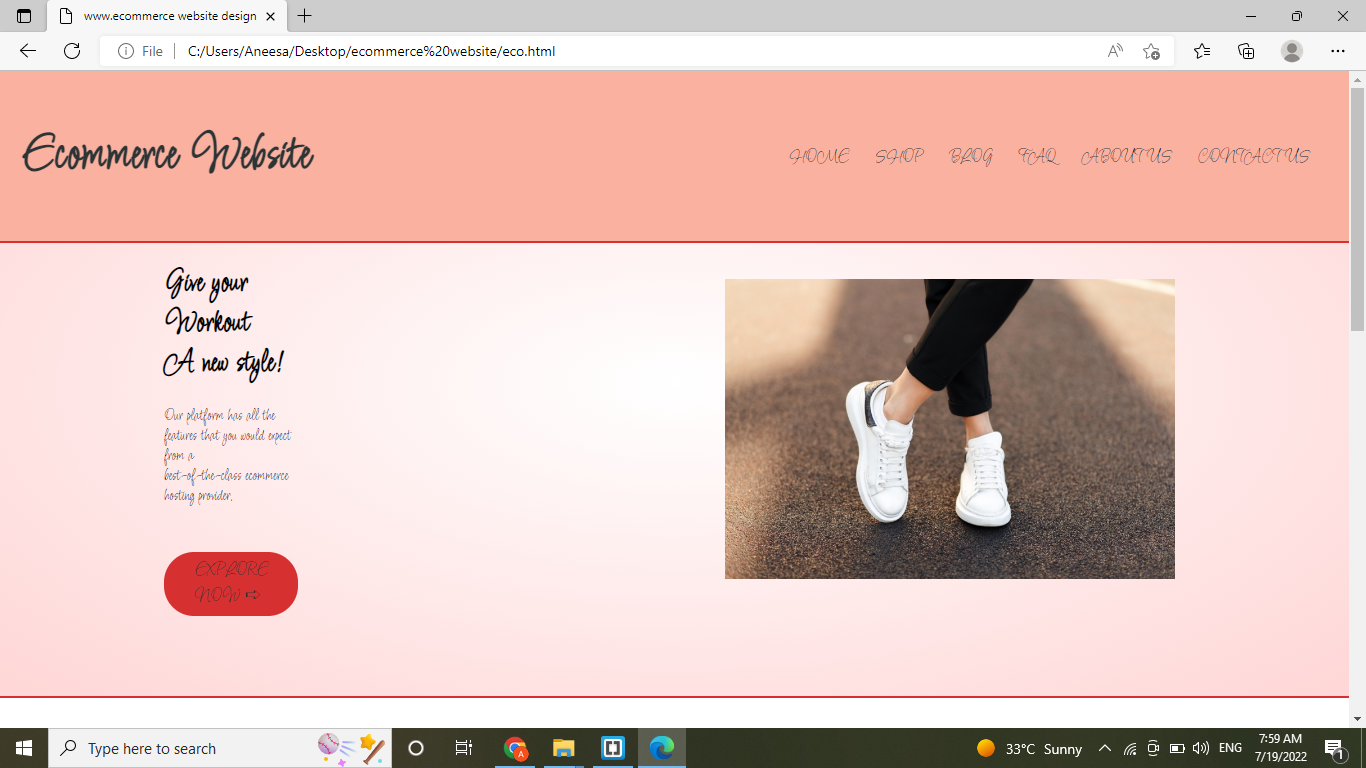 www.ecommerce website design
File
C:/Users/Aneesa/Desktop/ecommerce%20website/eco.html
Ecommerce Website
HOME SHOP BLOG FAQ ABOUT US CONTACT US
Give your
Workout
A new style!
Our platform has all the
features that you would expect
from a
best-of-the-class ecommerce
hosting provider.
EXPLORE
NOW ➪
Type here to search
33°C Sunny
ENG
7:59 AM
7/19/2022
1